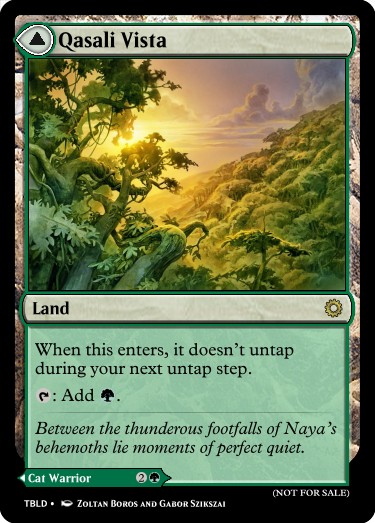 Qasali Vista
Land
When this enters, it doesn't untap
during your next untap step.
: Add .
Between the thunderous footfalls of Naya's
behemoths lie moments of perfect quiet.
Cat Warrior 2
(NOT FOR SALE)
TBLD • Zoltan Boros and Gabor Szikszai